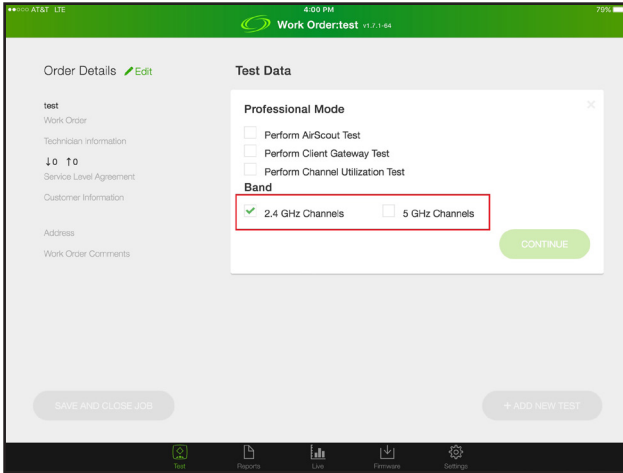 AT&T LTE 4:00 PM 79%
Work Order:test v1.7.1-64
Order Details Edit
test
Work Order
Technician Information
↓0 ↑0
Service Level Agreement
Customer Information
Address
Work Order Comments
Test Data
Professional Mode
Perform AirScout Test
Perform Client Gateway Test
Perform Channel Utilization Test
Band
2.4 GHz Channels 5 GHz Channels
CONTINUE
SAVE AND CLOSE JOB + ADD NEW TEST
Test Reports Live Firmware Settings